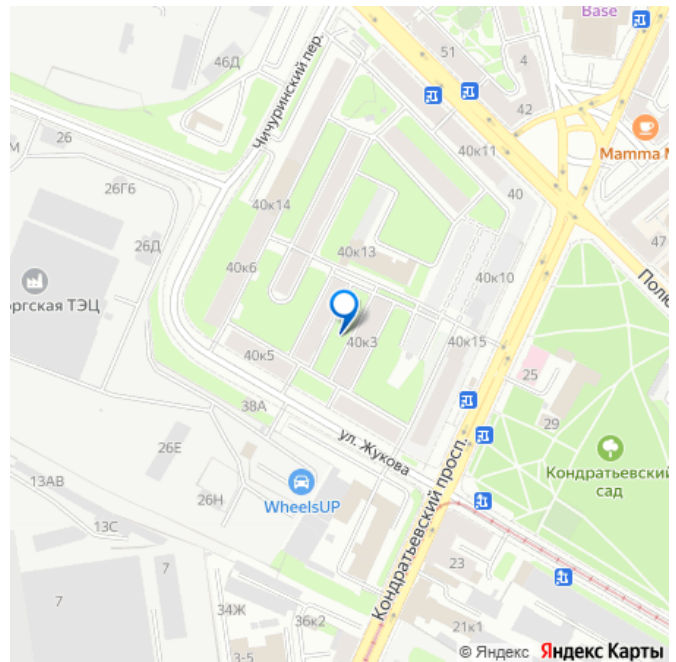 Base
51
4
46Д
42
Чичуринский пер.
Mamma M
26
М
40к11
26Г6
40
40к14
47
26Д
40к13
Полю
40к6
40к10
оргская ТЭЦ
40к3
40к15
40к5
25
38А
29
ул. Жукова
26Е
Кондратьевский
сад
13АВ
26Н
WheelsUP
Кондратьевский просп.
13С
23
7
7
34Ж
36к2
21к1
3-5
© Яндекс Яндекс Карты